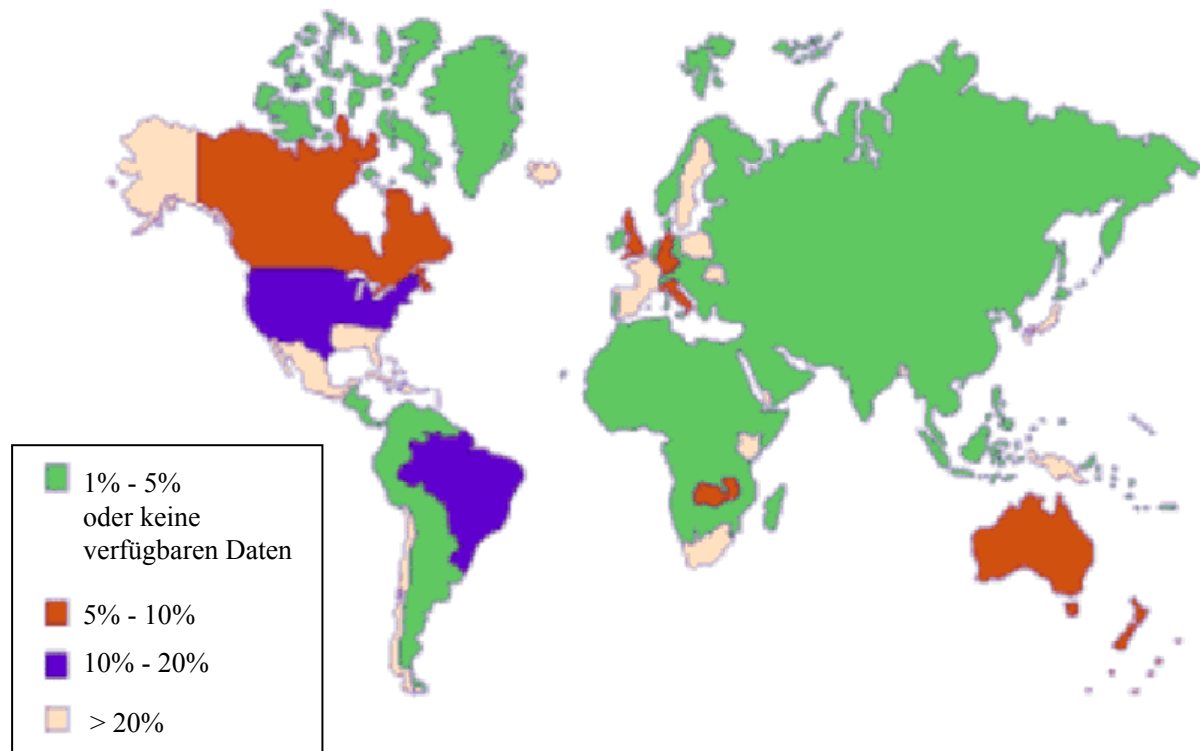 1% - 5%
oder keine
verfügbaren Daten
5% - 10%
10% - 20%
> 20%